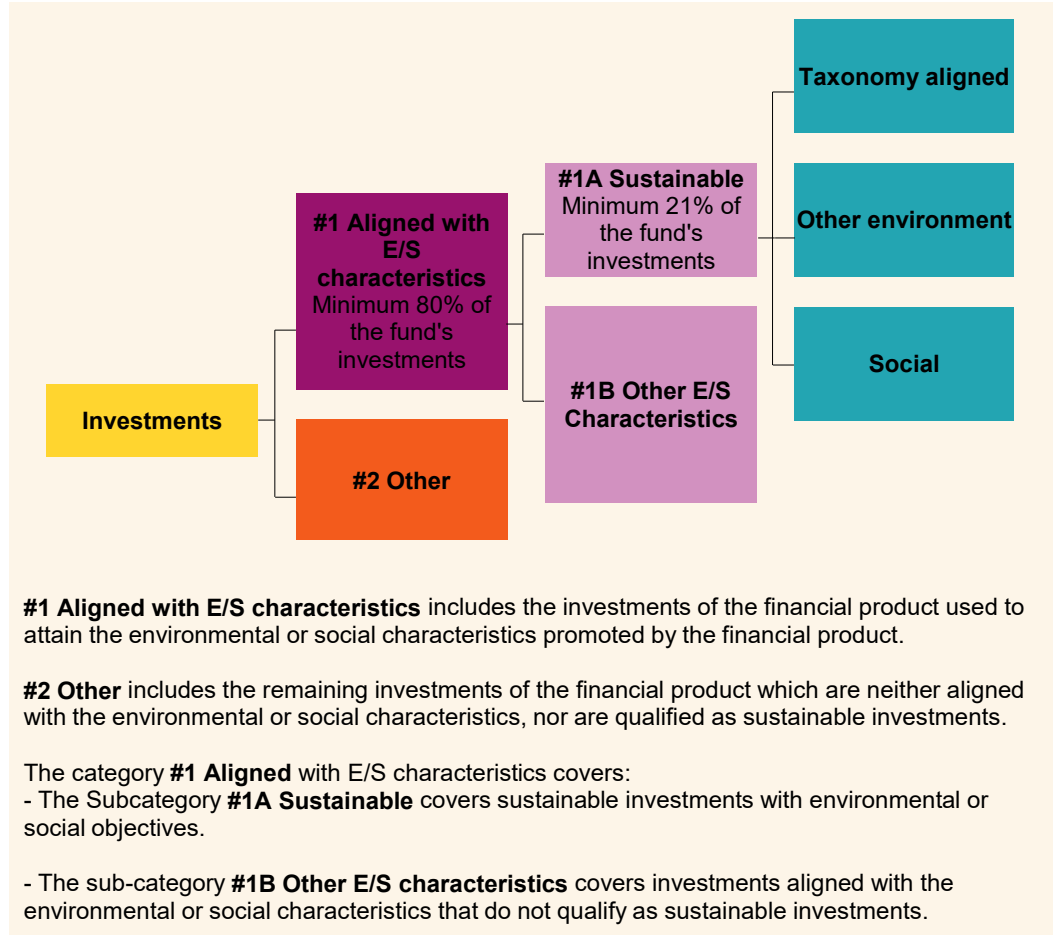 Taxonomy aligned
#1A Sustainable
Minimum 21% of
the fund's
investments
Other environment
#1 Aligned with
E/S
characteristics
Minimum 80% of
the fund's
investments
Social
#1B Other E/S
Characteristics
Investments
#2 Other
#1 Aligned with E/S characteristics includes the investments of the financial product used to
attain the environmental or social characteristics promoted by the financial product.
#2 Other includes the remaining investments of the financial product which are neither aligned
with the environmental or social characteristics, nor are qualified as sustainable investments.
The category #1 Aligned with E/S characteristics covers:
- The Subcategory #1A Sustainable covers sustainable investments with environmental or
social objectives.
- The sub-category #1B Other E/S characteristics covers investments aligned with the
environmental or social characteristics that do not qualify as sustainable investments.